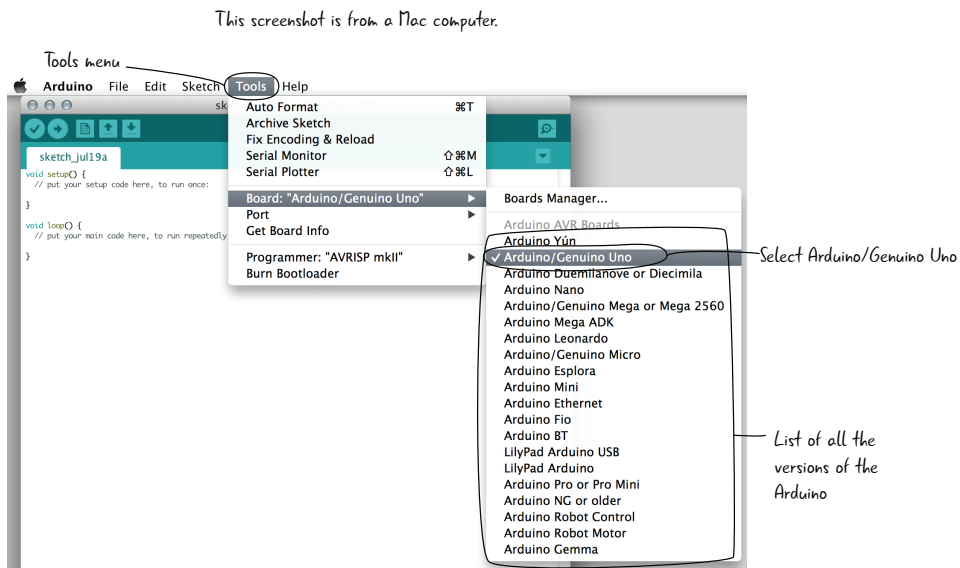 This screenshot is from a Mac computer.
Tools menu
Arduino File Edit Sketch Tools Help
sk
Auto Format ⌘T
Archive Sketch
Fix Encoding & Reload
Serial Monitor ⇧⌘M
Serial Plotter ⇧⌘L
Board: "Arduino/Genuino Uno"
Port
Get Board Info
Programmer: "AVRISP mkII"
Burn Bootloader
sketch_jul19a
void setup() {
// put your setup code here, to run once:
}
void loop() {
// put your main code here, to run repeatedly
}
Boards Manager...
Arduino AVR Boards
Arduino Yún
✓ Arduino/Genuino Uno
Arduino Duemilanove or Diecimila
Arduino Nano
Arduino/Genuino Mega or Mega 2560
Arduino Mega ADK
Arduino Leonardo
Arduino/Genuino Micro
Arduino Esplora
Arduino Mini
Arduino Ethernet
Arduino Fio
Arduino BT
LilyPad Arduino USB
LilyPad Arduino
Arduino Pro or Pro Mini
Arduino NG or older
Arduino Robot Control
Arduino Robot Motor
Arduino Gemma
Select Arduino/Genuino Uno
List of all the
versions of the
Arduino